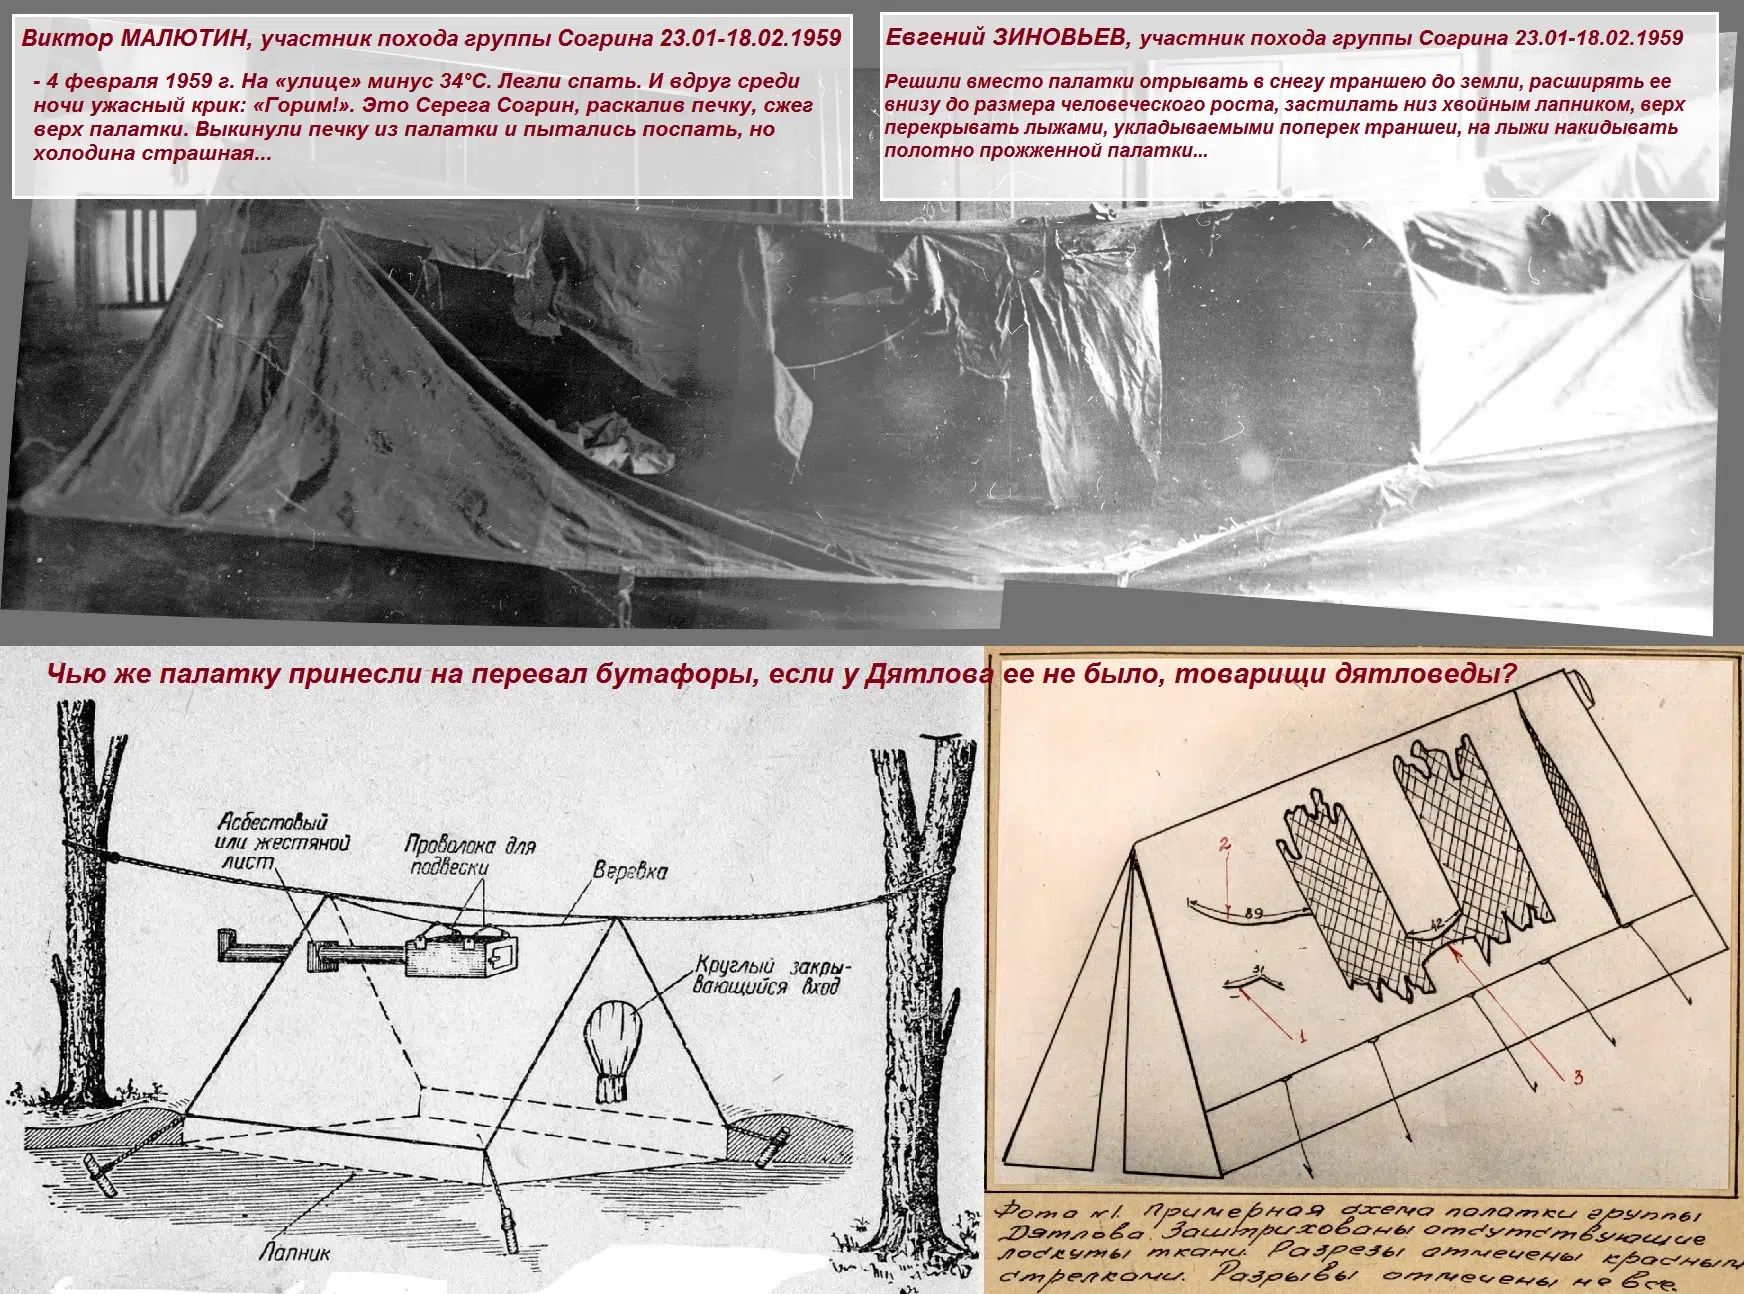 Виктор МАЛЮТИН, участник похода группы Согрина 23.01-18.02.1959
- 4 февраля 1959 г. На «улице» минус 34°С. Легли спать. И вдруг среди
ночи ужасный крик: «Горим!». Это Серега Согрин, раскалив печку, сжег
верх палатки. Выкинули печку из палатки и пытались поспать, но
холодина страшная...
Евгений ЗИНОВЬЕВ, участник похода группы Согрина 23.01-18.02.1959
Решили вместо палатки отрывать в снегу траншею до земли, расширять ее
внизу до размера человеческого роста, застилать низ хвойным лапником, верх
перекрывать лыжами, укладываемыми поперек траншеи, на лыжи накидывать
полотно прожженной палатки...
Чью же палатку принесли на перевал бутафоры, если у Дятлова ее не было, товарищи дятловеды?
Асбестовый
или жестяной
лист
Проволока для
подвески
Веревка
Круглый закры-
вающийся вход
Лапник
2
89
42
31
1
3
Фото №1. Примерная схема палатки группы
Дятлова. Заштрихованы отсутствующие
лоскуты ткани. Разрезы отмечены красными
стрелками. Разрывы отмечены не все.